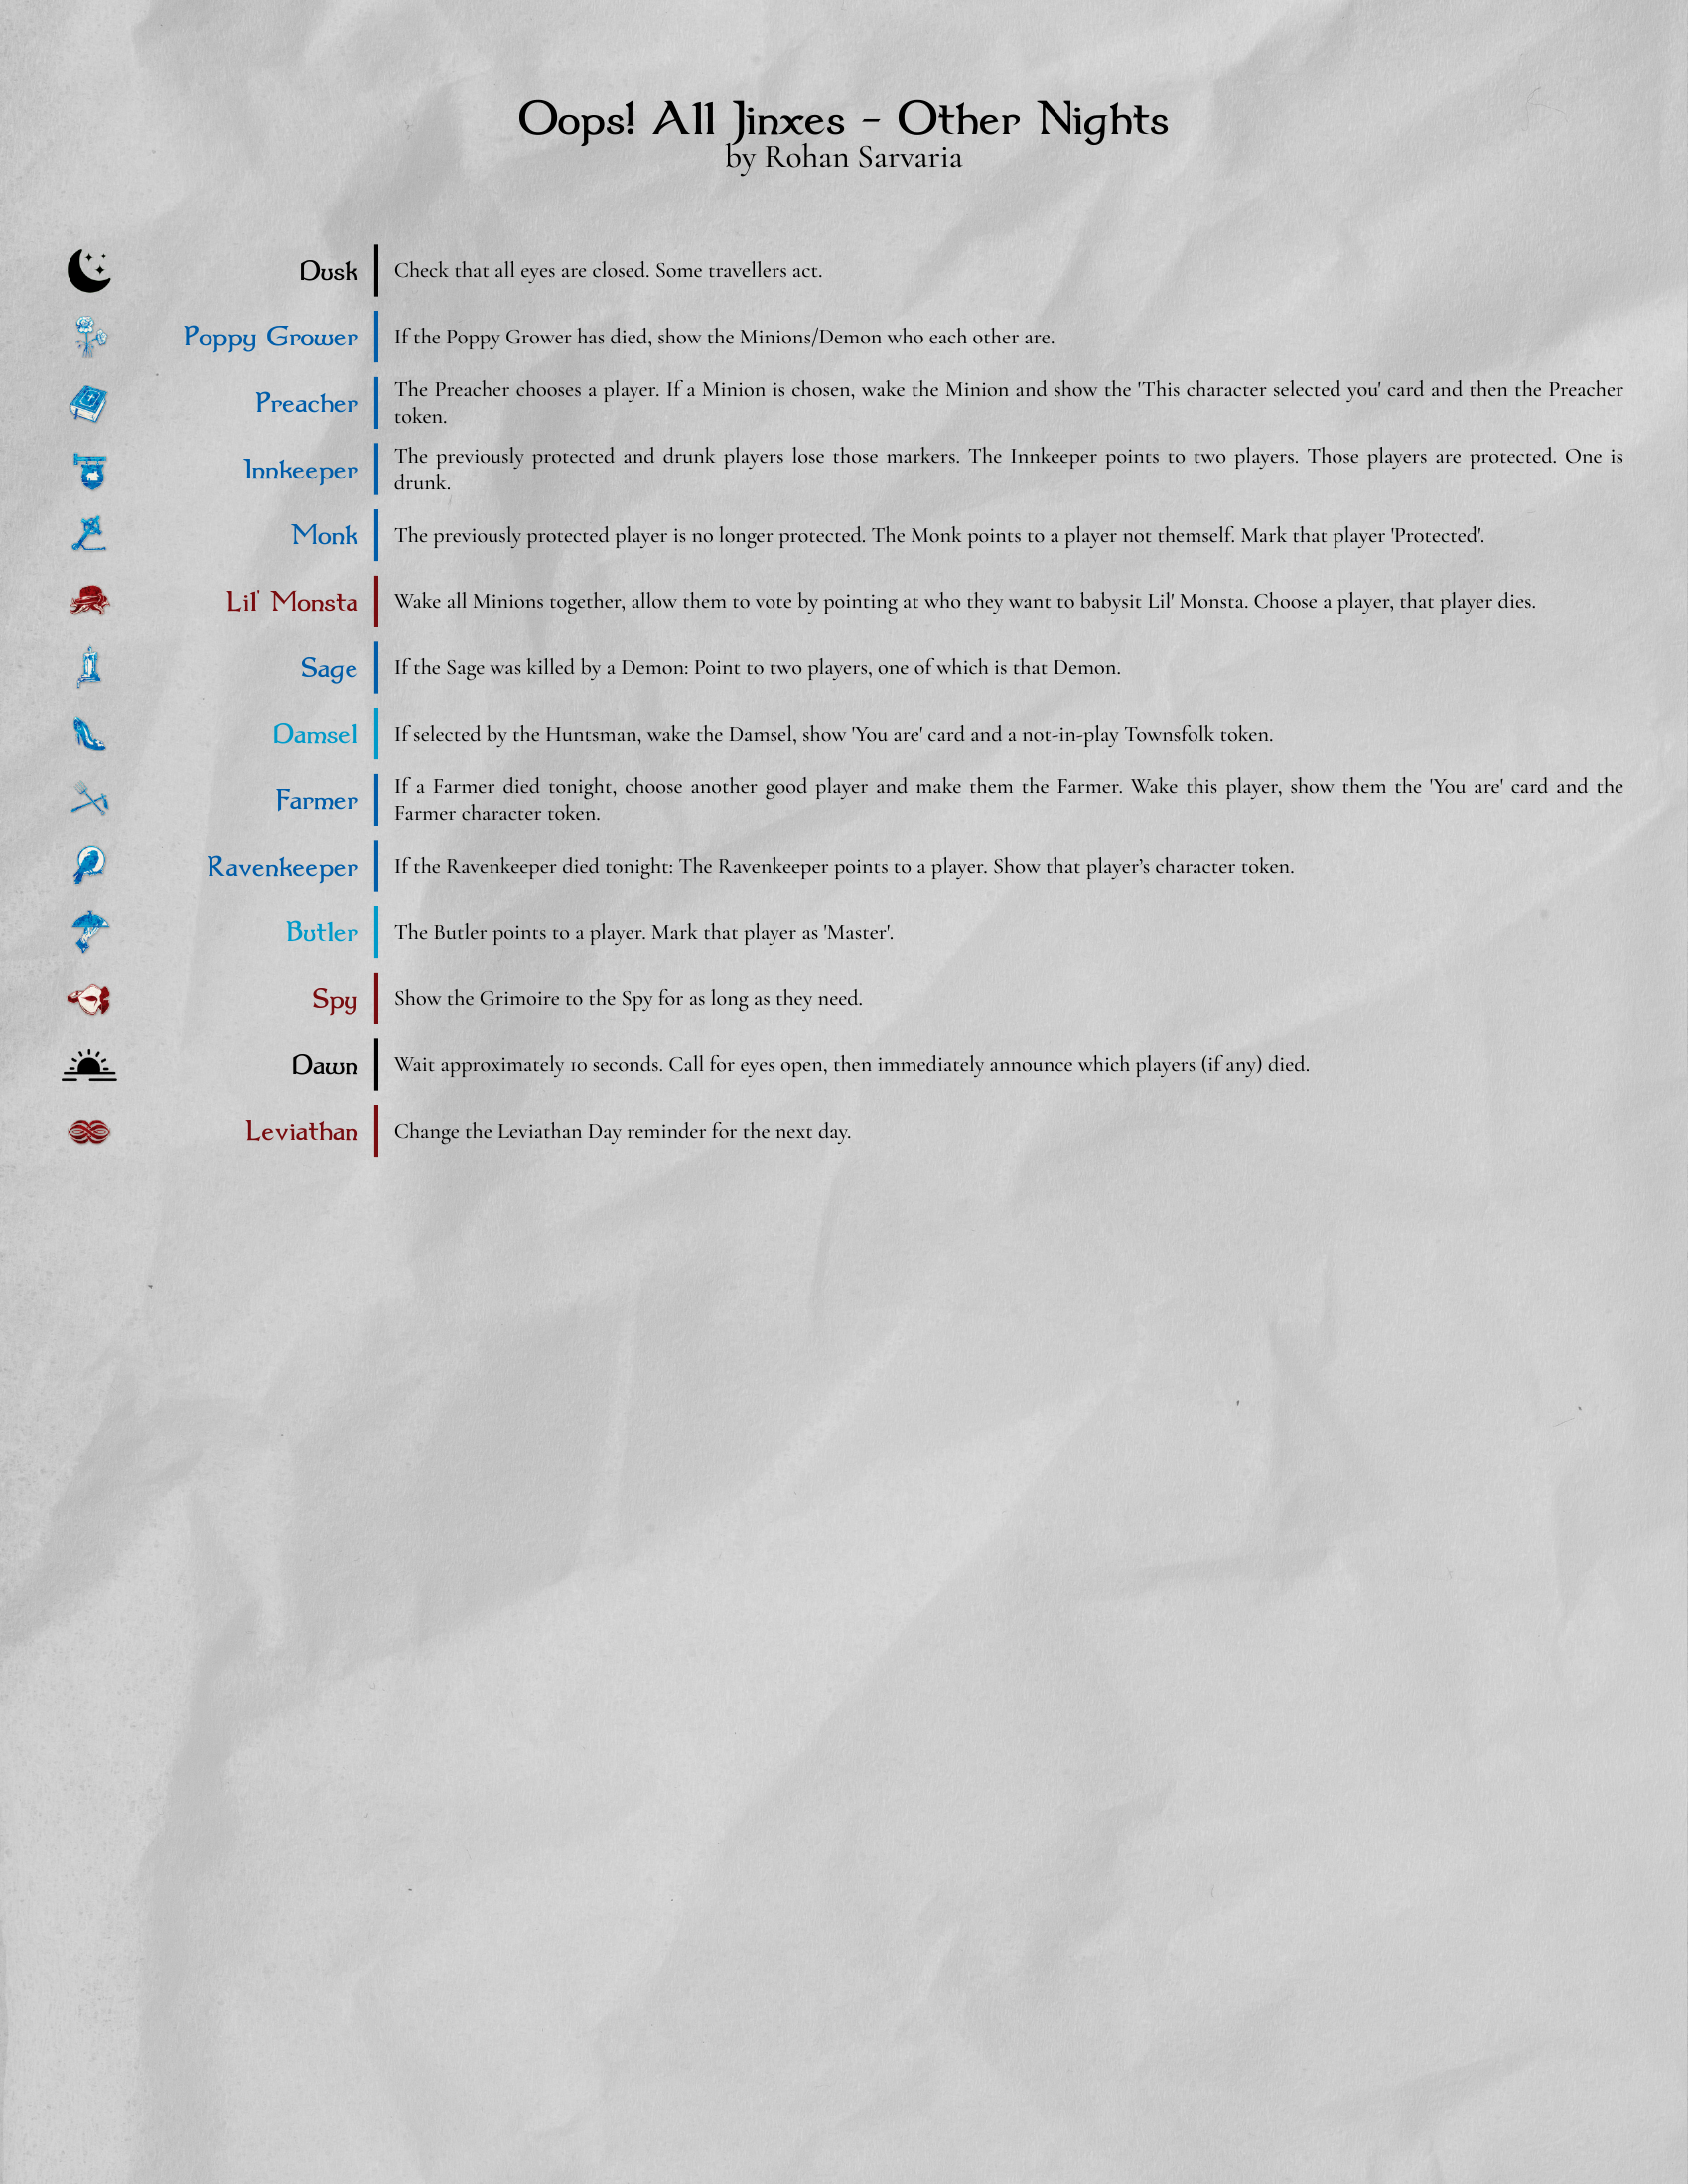 Oops! All Jinxes - Other Nights
by Rohan Sarvaria
Dusk
Check that all eyes are closed. Some travellers act.
Poppy Grower
If the Poppy Grower has died, show the Minions/Demon who each other are.
Preacher
The Preacher chooses a player. If a Minion is chosen, wake the Minion and show the 'This character selected you' card and then the Preacher
token.
Innkeeper
The previously protected and drunk players lose those markers. The Innkeeper points to two players. Those players are protected. One is
drunk.
Monk
The previously protected player is no longer protected. The Monk points to a player not themself. Mark that player 'Protected'.
Lil' Monsta
Wake all Minions together, allow them to vote by pointing at who they want to babysit Lil' Monsta. Choose a player, that player dies.
Sage
If the Sage was killed by a Demon: Point to two players, one of which is that Demon.
Damsel
If selected by the Huntsman, wake the Damsel, show 'You are' card and a not-in-play Townsfolk token.
Farmer
If a Farmer died tonight, choose another good player and make them the Farmer. Wake this player, show them the 'You are' card and the
Farmer character token.
Ravenkeeper
If the Ravenkeeper died tonight: The Ravenkeeper points to a player. Show that player’s character token.
Butler
The Butler points to a player. Mark that player as 'Master'.
Spy
Show the Grimoire to the Spy for as long as they need.
Dawn
Wait approximately 10 seconds. Call for eyes open, then immediately announce which players (if any) died.
Leviathan
Change the Leviathan Day reminder for the next day.